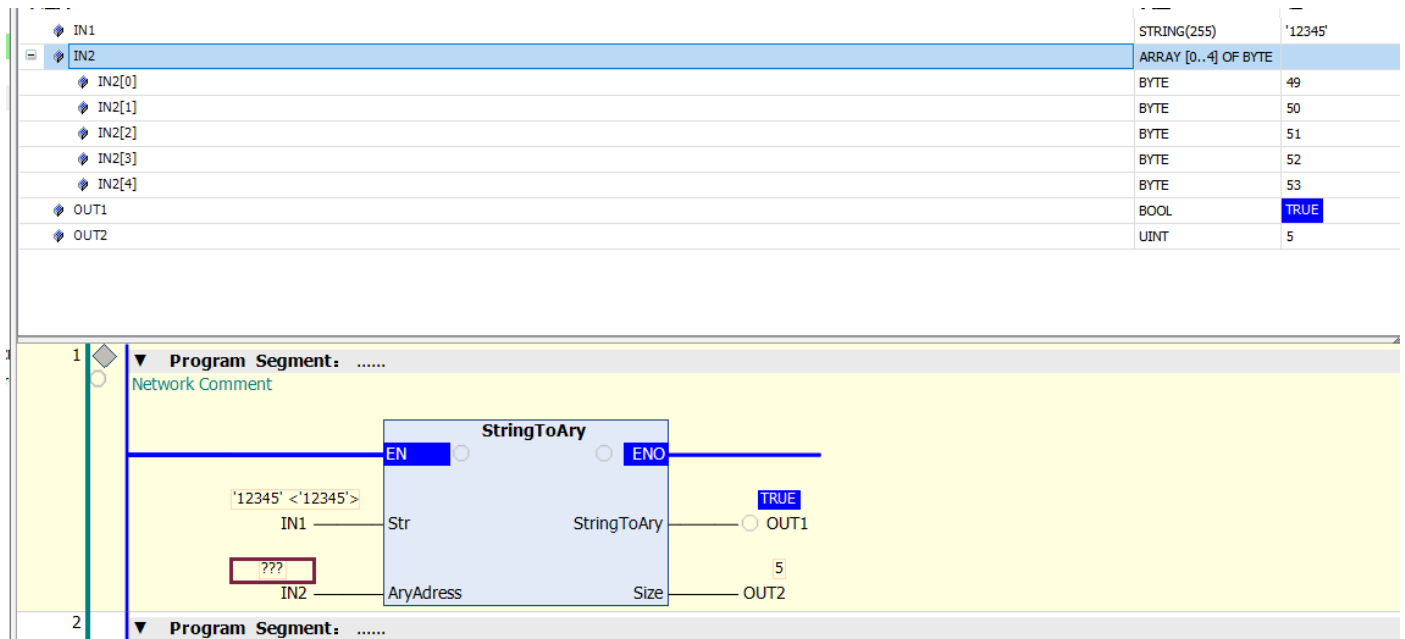 IN1 STRING(255) '12345'
IN2 ARRAY [0..4] OF BYTE
IN2[0] BYTE 49
IN2[1] BYTE 50
IN2[2] BYTE 51
IN2[3] BYTE 52
IN2[4] BYTE 53
OUT1 BOOL TRUE
OUT2 UINT 5
1 ▼ Program Segment： ......
Network Comment
StringToAry
EN ENO
'12345' <'12345'> TRUE
IN1 Str StringToAry OUT1
??? 5
IN2 AryAdress Size OUT2
2 ▼ Program Segment： ......